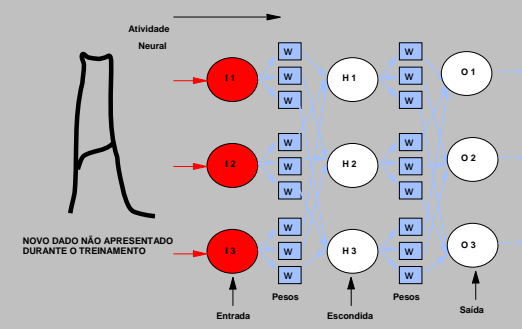 Atividade
Neural
I 1
W
W
W
H 1
W
W
W
O 1
I 2
W
W
W
H 2
W
W
W
O 2
NOVO DADO NÃO APRESENTADO
DURANTE O TREINAMENTO
I 3
W
W
W
H 3
W
W
W
O 3
Entrada
Pesos
Escondida
Pesos
Saída